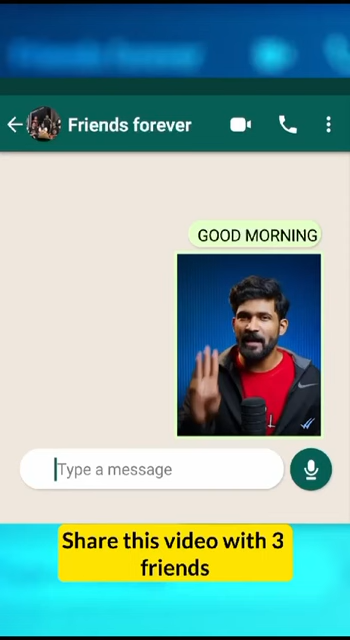 Friends forever
GOOD MORNING
Type a message
Share this video with 3
friends